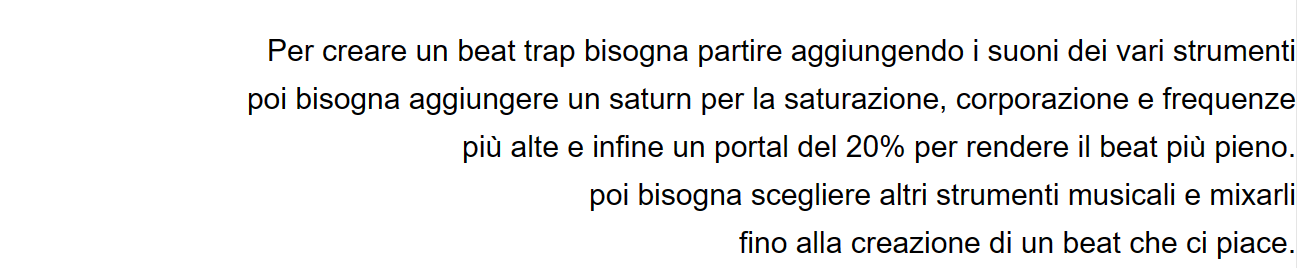 Per creare un beat trap bisogna partire aggiungendo i suoni dei vari strumenti
poi bisogna aggiungere un saturn per la saturazione, corporazione e frequenze
più alte e infine un portal del 20% per rendere il beat più pieno.
poi bisogna scegliere altri strumenti musicali e mixarli
fino alla creazione di un beat che ci piace.